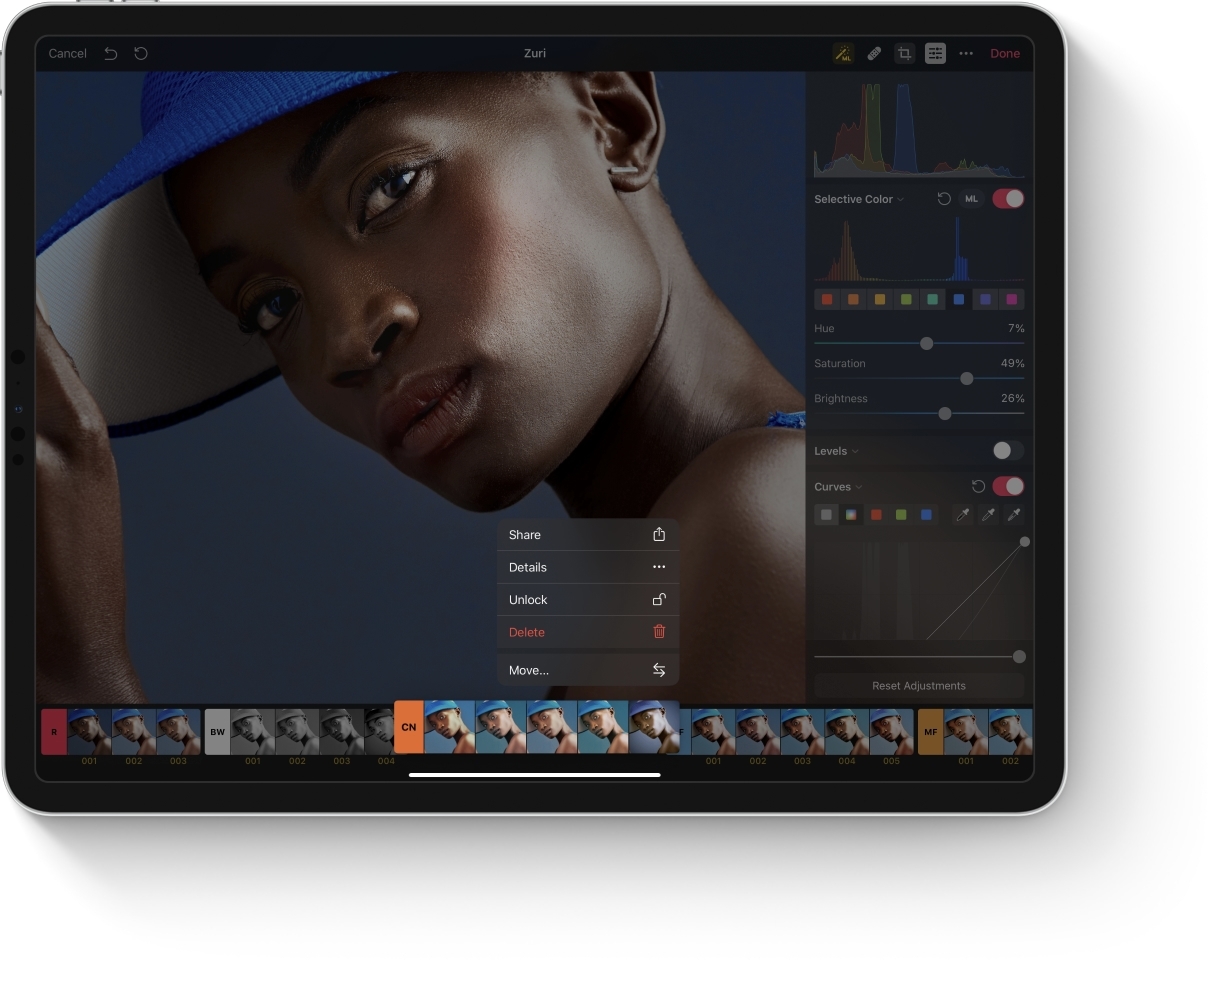 Cancel
Zuri
ML
Done
Selective Color
ML
Hue
7%
Saturation
49%
Brightness
26%
Levels
Curves
Share
Details
Unlock
Delete
Move...
Reset Adjustments
R
BW
CN
F
MF
001 002 003
001 002 003 004
001 002 003 004 005
001 002